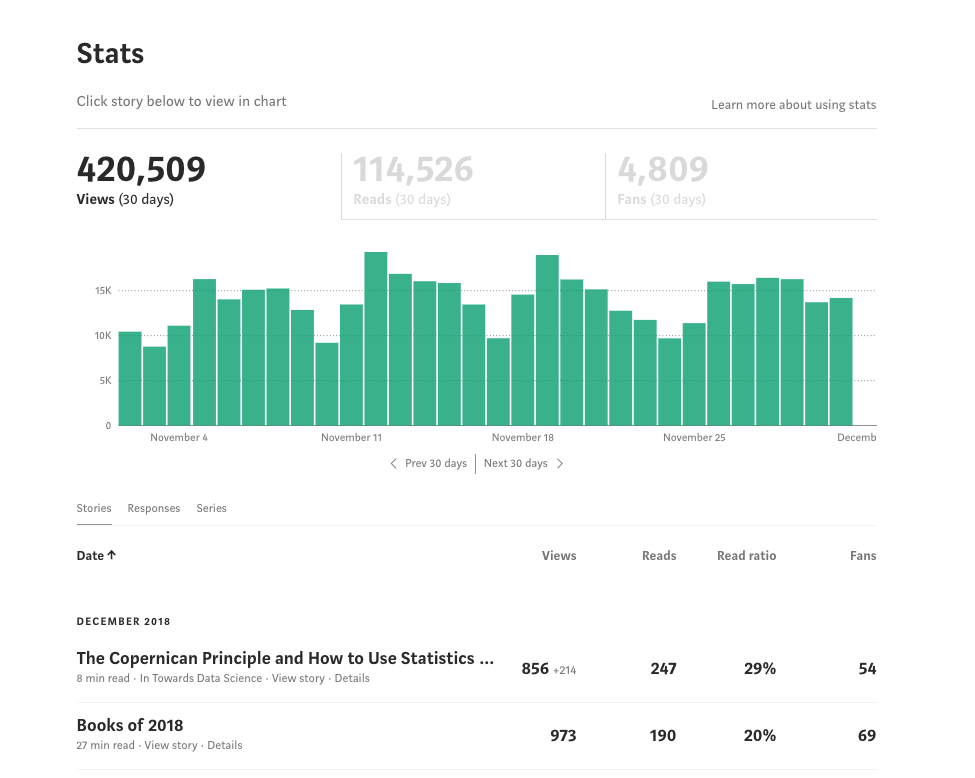 Stats
Click story below to view in chart
Learn more about using stats
420,509
Views (30 days)
114,526
Reads (30 days)
4,809
Fans (30 days)
15K
10K
5K
0
November 4
November 11
November 18
November 25
Decemb
Prev 30 days
Next 30 days
Stories Responses Series
Date ↑ Views Reads Read ratio Fans
DECEMBER 2018
The Copernican Principle and How to Use Statistics ...
8 min read · In Towards Data Science · View story · Details
856 +214 247 29% 54
Books of 2018
27 min read · View story · Details
973 190 20% 69